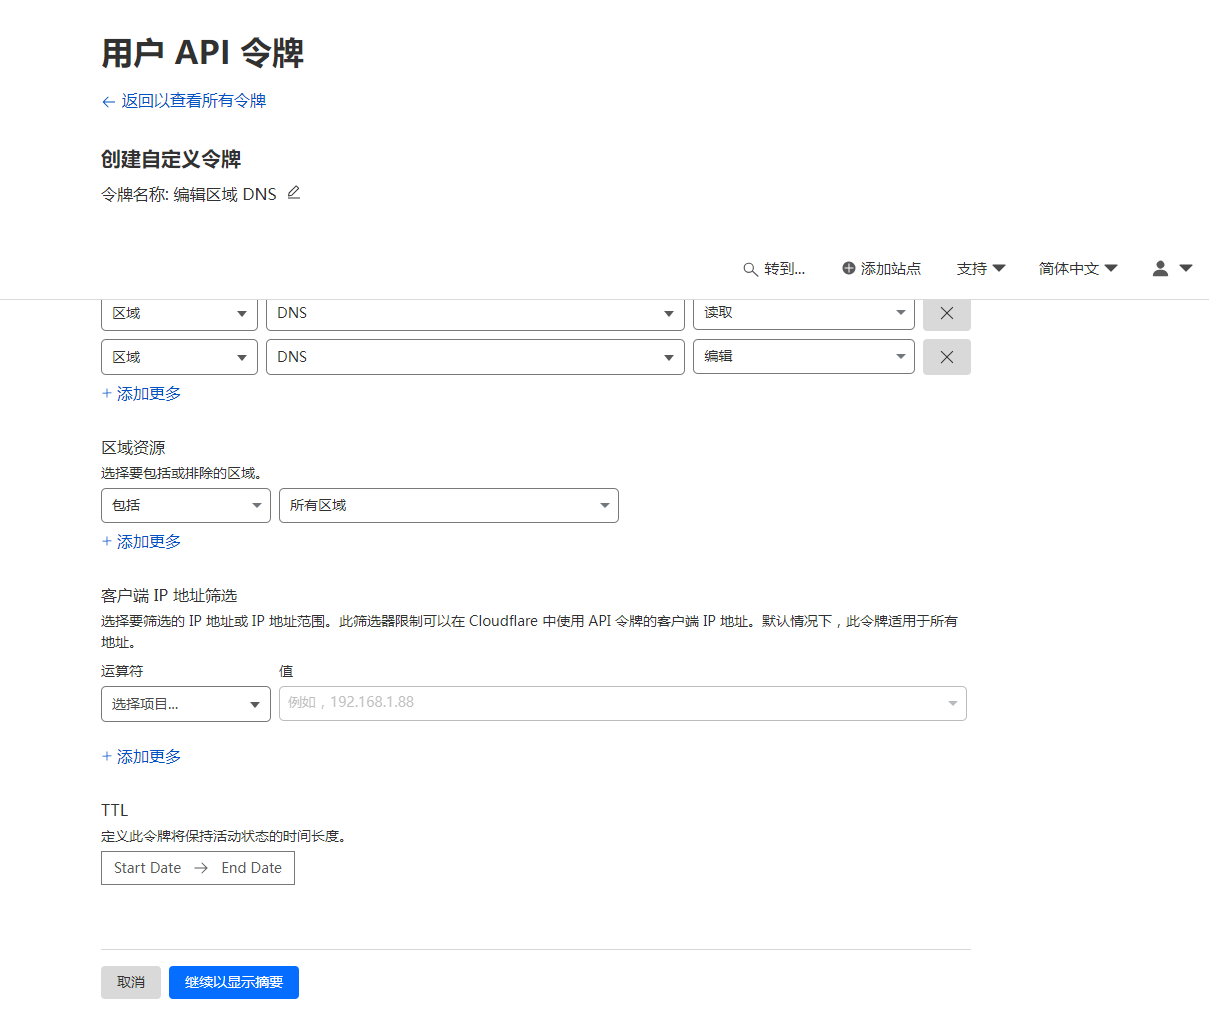 用户 API 令牌
← 返回以查看所有令牌
创建自定义令牌
令牌名称: 编辑区域 DNS
转到... 添加站点 支持 简体中文
区域 DNS 读取
区域 DNS 编辑
+ 添加更多
区域资源
选择要包括或排除的区域。
包括 所有区域
+ 添加更多
客户端 IP 地址筛选
选择要筛选的 IP 地址或 IP 地址范围。此筛选器限制可以在 Cloudflare 中使用 API 令牌的客户端 IP 地址。默认情况下，此令牌适用于所有
地址。
运算符 值
选择项目... 例如，192.168.1.88
+ 添加更多
TTL
定义此令牌将保持活动状态的时间长度。
Start Date → End Date
取消 继续以显示摘要